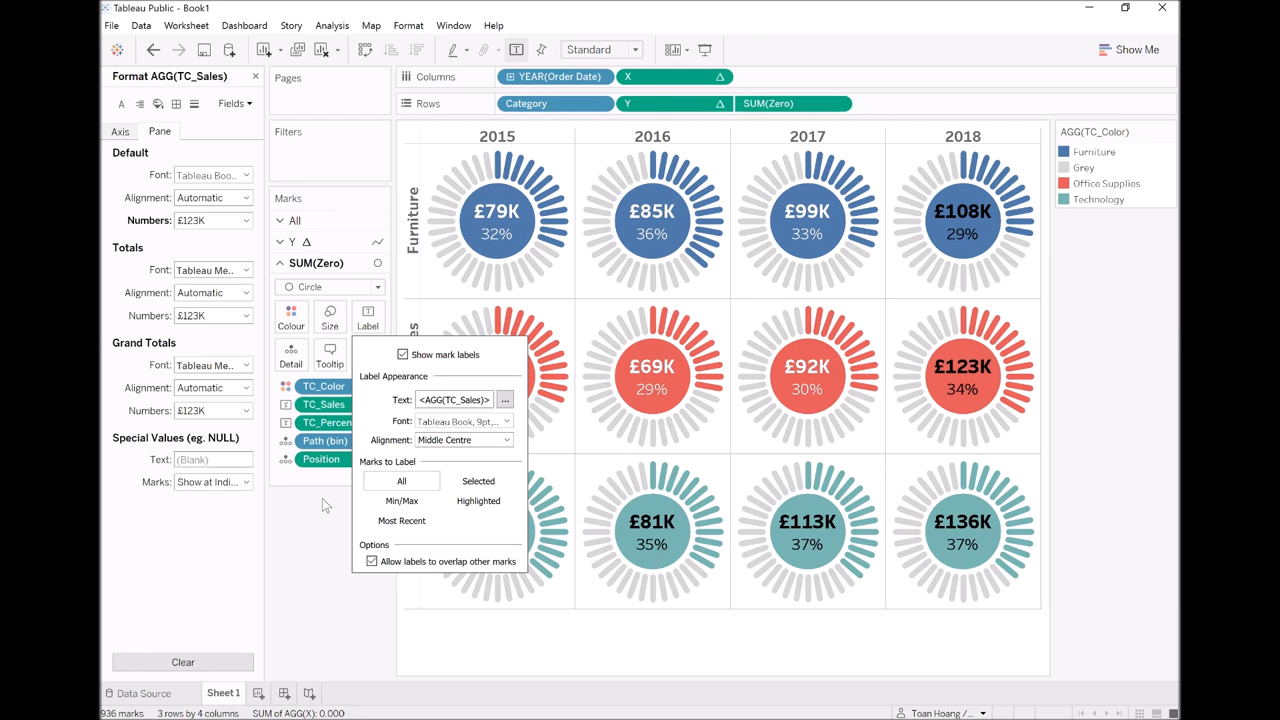 Tableau Public - Book1
File Data Worksheet Dashboard Story Analysis Map Format Window Help
Standard
Show Me
Format AGG(TC_Sales)
Fields
Axis Pane
Default
Font: Tableau Boo..
Alignment: Automatic
Numbers: £123K
Totals
Font: Tableau Me..
Alignment: Automatic
Numbers: £123K
Grand Totals
Font: Tableau Me..
Alignment: Automatic
Numbers: £123K
Special Values (eg. NULL)
Text: (Blank)
Marks: Show at Indi...
Clear
Pages
Filters
Marks
All
Y
SUM(Zero)
Circle
Colour Size Label
Detail Tooltip
TC_Color
TC_Sales
TC_Percen
Path (bin)
Position
Columns YEAR(Order Date) X
Rows Category Y SUM(Zero)
2015 2016 2017 2018
Furniture
£79K £85K £99K £108K
32% 36% 33% 29%
£69K £92K £123K
29% 30% 34%
£81K £113K £136K
35% 37% 37%
Show mark labels
Label Appearance
Text: <AGG(TC_Sales)> ...
Font: Tableau Book, 9pt,...
Alignment: Middle Centre
Marks to Label
All Selected
Min/Max Highlighted
Most Recent
Options
Allow labels to overlap other marks
AGG(TC_Color)
Furniture
Grey
Office Supplies
Technology
Data Source Sheet 1
936 marks 3 rows by 4 columns SUM of AGG(X): 0.000
Toan Hoang /...